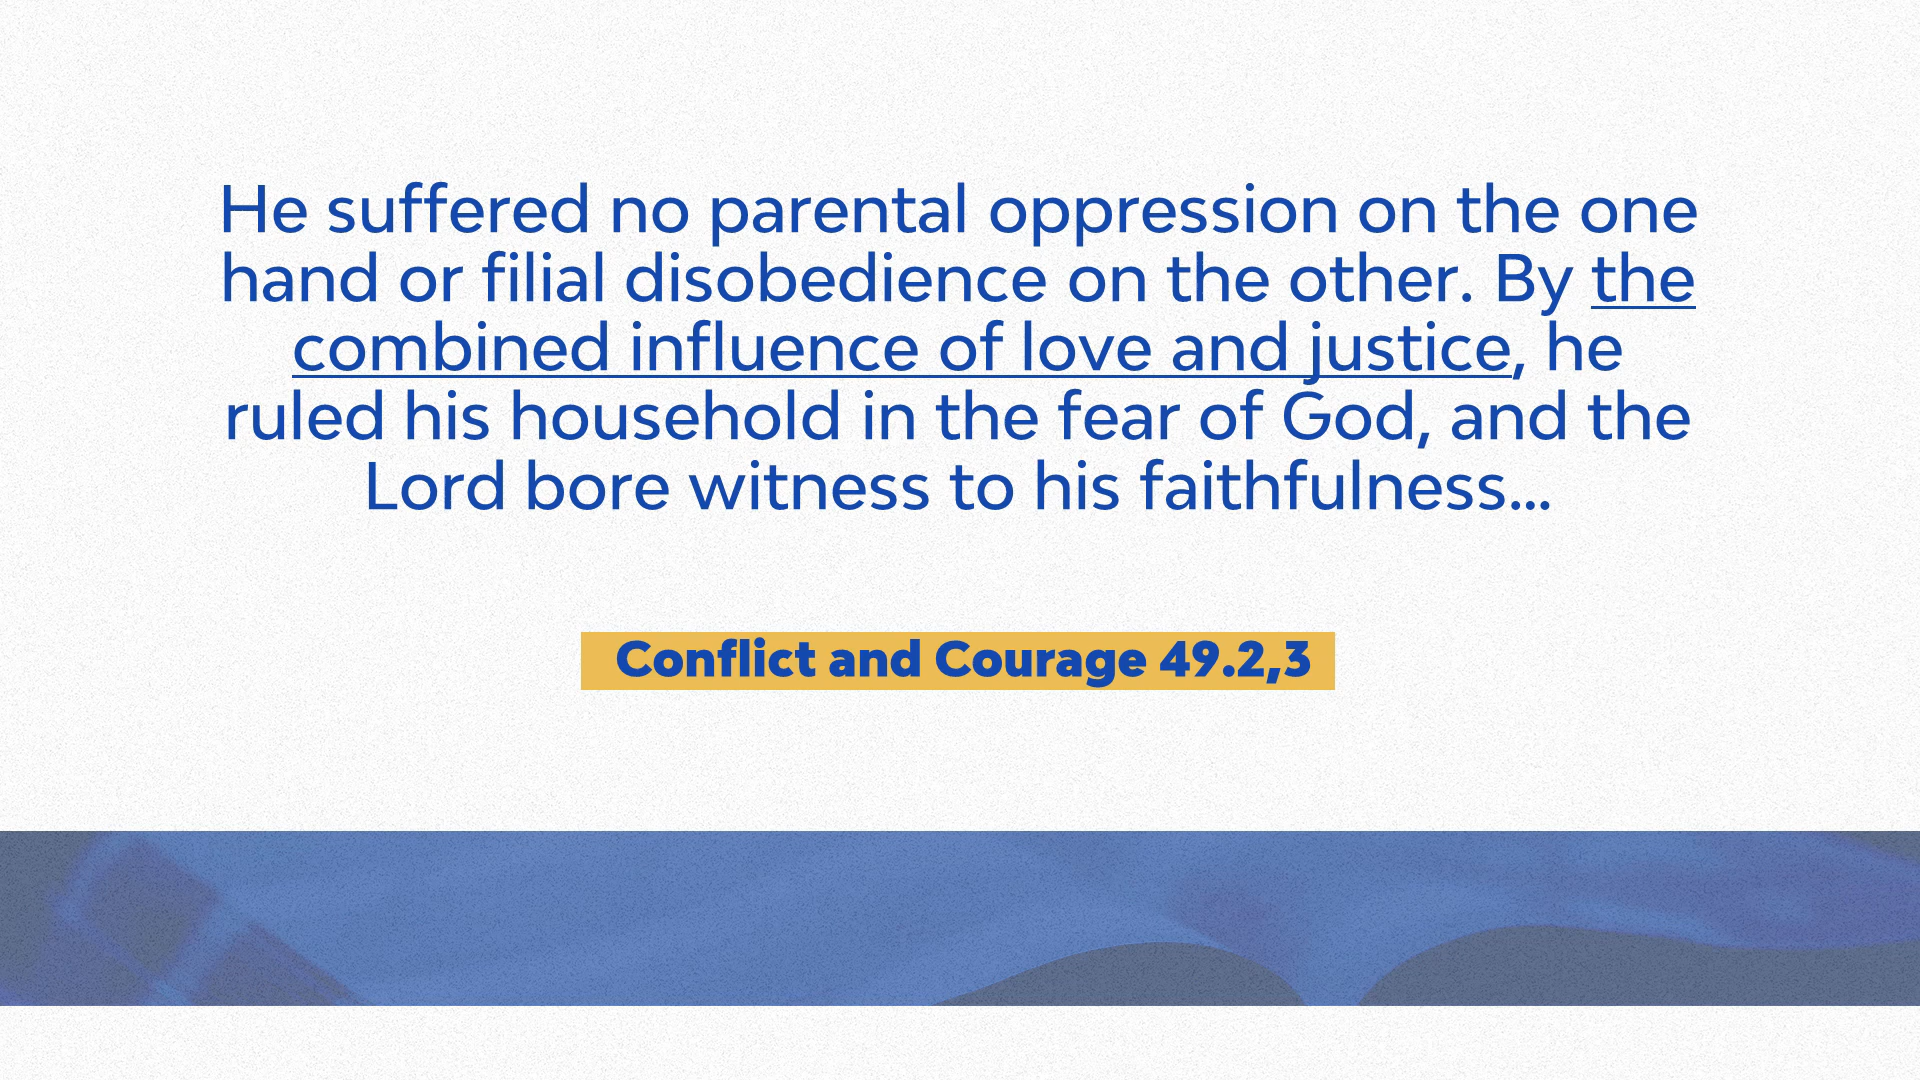 He suffered no parental oppression on the one
hand or filial disobedience on the other. By the
combined influence of love and justice, he
ruled his household in the fear of God, and the
Lord bore witness to his faithfulness...
Conflict and Courage 49.2,3